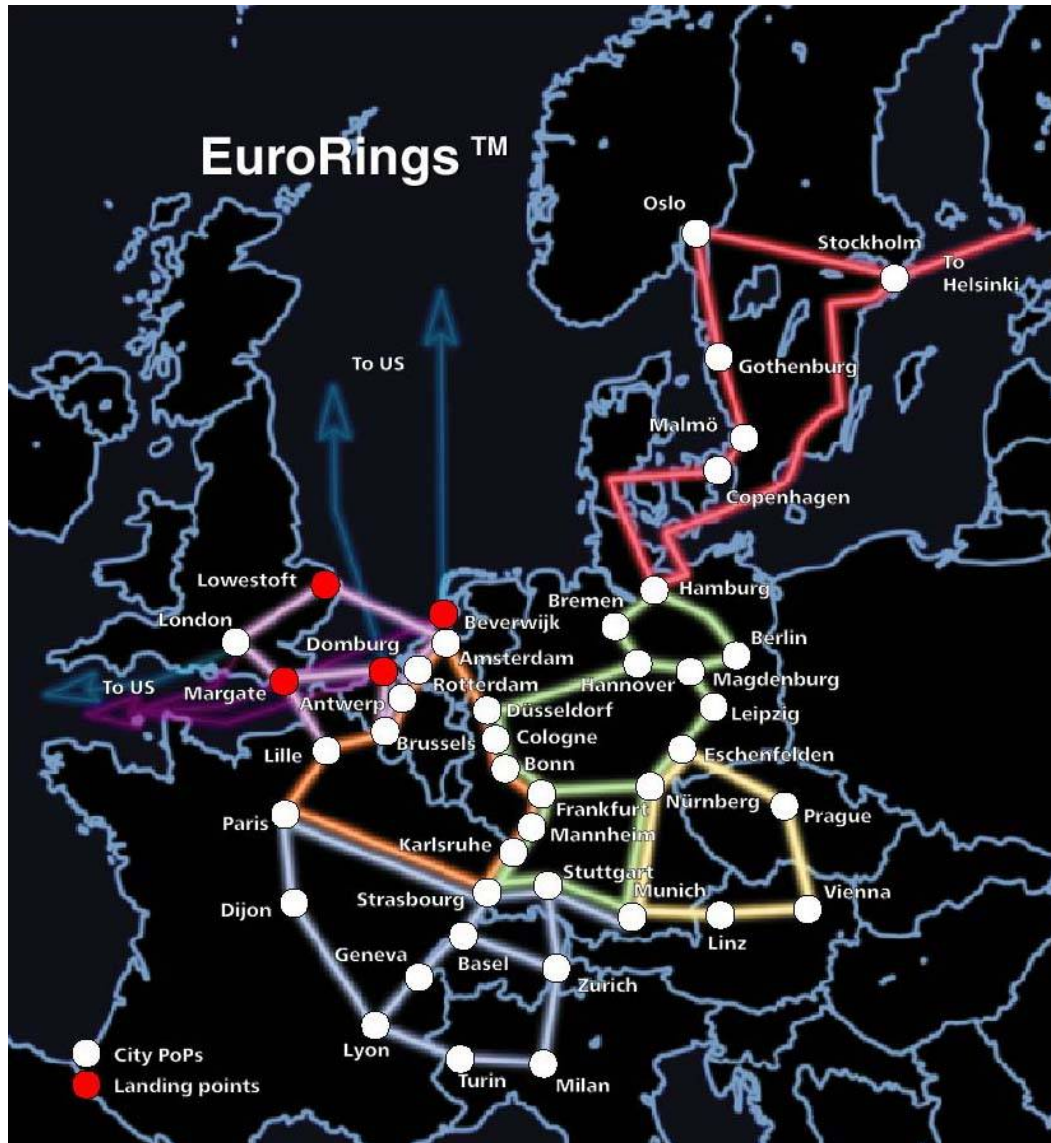 EuroRings ™
Oslo
Stockholm
To
Helsinki
To US
Gothenburg
Malmö
Copenhagen
Lowestoft
Hamburg
Bremen
London
Beverwijk
Berlin
Domburg
Amsterdam
To US
Margate
Rotterdam
Hannover
Magdenburg
Antwerp
Düsseldorf
Leipzig
Brussels
Cologne
Lille
Eschenfelden
Bonn
Frankfurt
Nürnberg
Prague
Paris
Mannheim
Karlsruhe
Stuttgart
Strasbourg
Munich
Vienna
Dijon
Linz
Geneva
Basel
Zurich
Lyon
City PoPs
Turin
Milan
Landing points